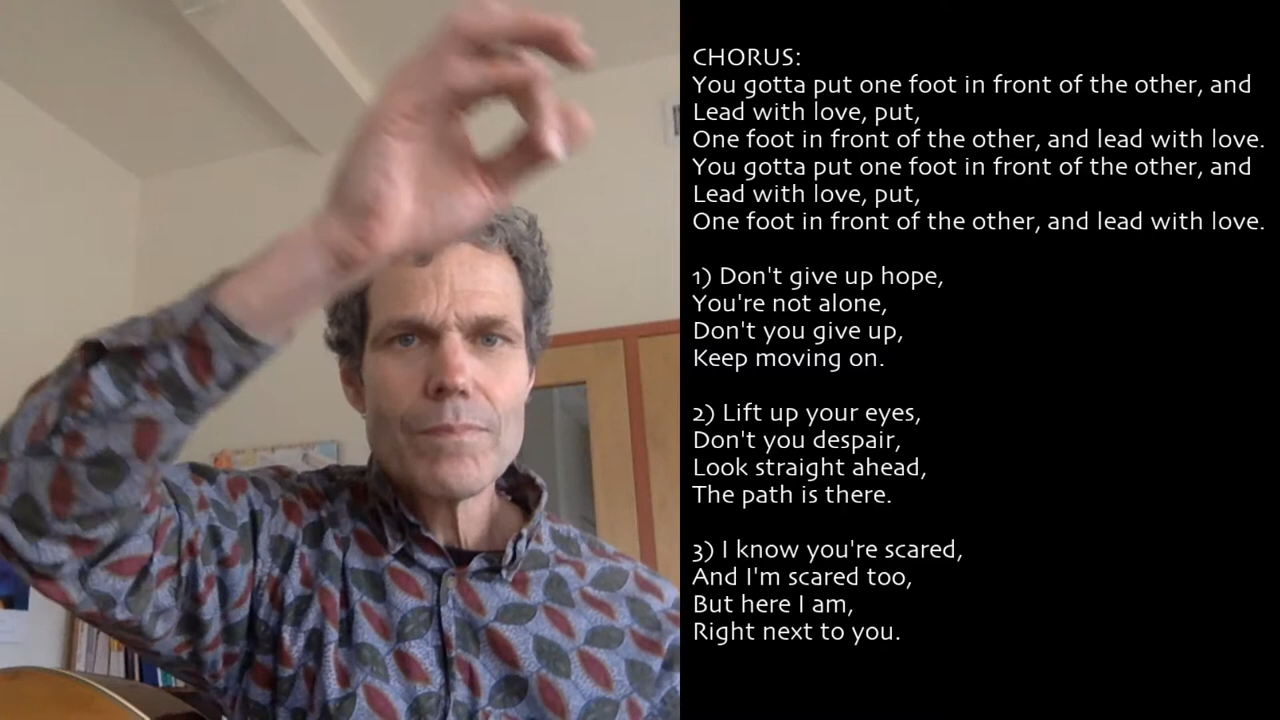 CHORUS:
You gotta put one foot in front of the other, and
Lead with love, put,
One foot in front of the other, and lead with love.
You gotta put one foot in front of the other, and
Lead with love, put,
One foot in front of the other, and lead with love.
1) Don't give up hope,
You're not alone,
Don't you give up,
Keep moving on.
2) Lift up your eyes,
Don't you despair,
Look straight ahead,
The path is there.
3) I know you're scared,
And I'm scared too,
But here I am,
Right next to you.